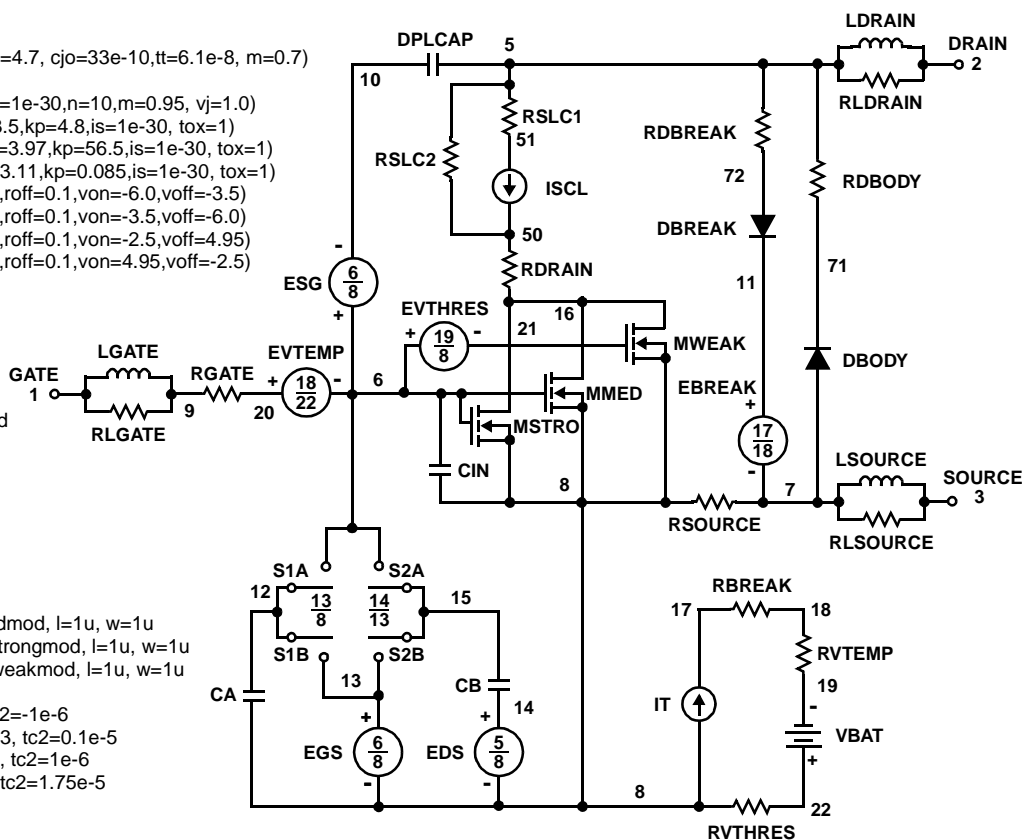 =4.7, cjo=33e-10,tt=6.1e-8, m=0.7)
=1e-30,n=10,m=0.95, vj=1.0)
3.5,kp=4.8,is=1e-30, tox=1)
=3.97,kp=56.5,is=1e-30, tox=1)
3.11,kp=0.085,is=1e-30, tox=1)
,roff=0.1,von=-6.0,voff=-3.5)
,roff=0.1,von=-3.5,voff=-6.0)
,roff=0.1,von=-2.5,voff=4.95)
,roff=0.1,von=4.95,voff=-2.5)
d
dmod, l=1u, w=1u
trongmod, l=1u, w=1u
weakmod, l=1u, w=1u
2=-1e-6
3, tc2=0.1e-5
, tc2=1e-6
tc2=1.75e-5
LDRAIN
DPLCAP
5
DRAIN
2
10
RLDRAIN
RSLC1
51
RSLC2
ISCL
RDBREAK
72
RDBODY
DBREAK
50
-
RDRAIN
71
11
ESG
6
8
+
EVTHRES
+
19
8
-
16
21
MWEAK
DBODY
LGATE
GATE
1
RLGATE
9
RGATE
20
EVTEMP
+
18
22
-
6
MMED
EBREAK
+
17
18
-
MSTRO
CIN
8
LSOURCE
SOURCE
3
7
RSOURCE
RLSOURCE
S1A
S2A
12
13
8
14
13
15
S1B
S2B
13
CA
CB
14
+
EGS
6
8
-
+
EDS
5
8
-
RBREAK
17
18
RVTEMP
19
-
IT
VBAT
+
8
22
RVTHRES